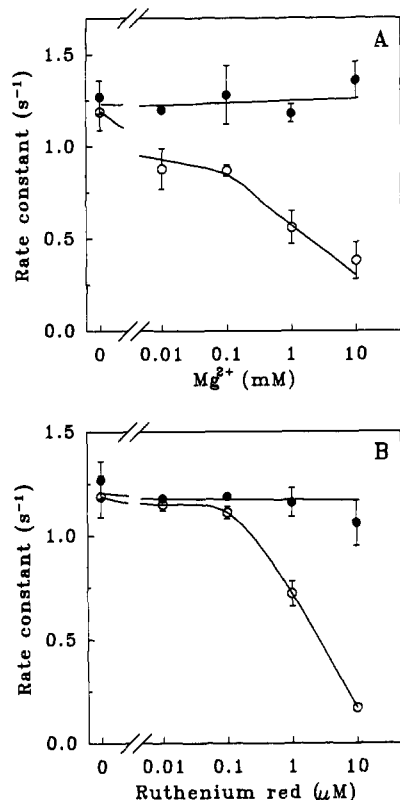 A
Rate constant (s⁻¹)
1.5
1.0
0.5
0.0
0 0.01 0.1 1 10
Mg²⁺ (mM)
B
Rate constant (s⁻¹)
1.5
1.0
0.5
0.0
0 0.01 0.1 1 10
Ruthenium red (μM)